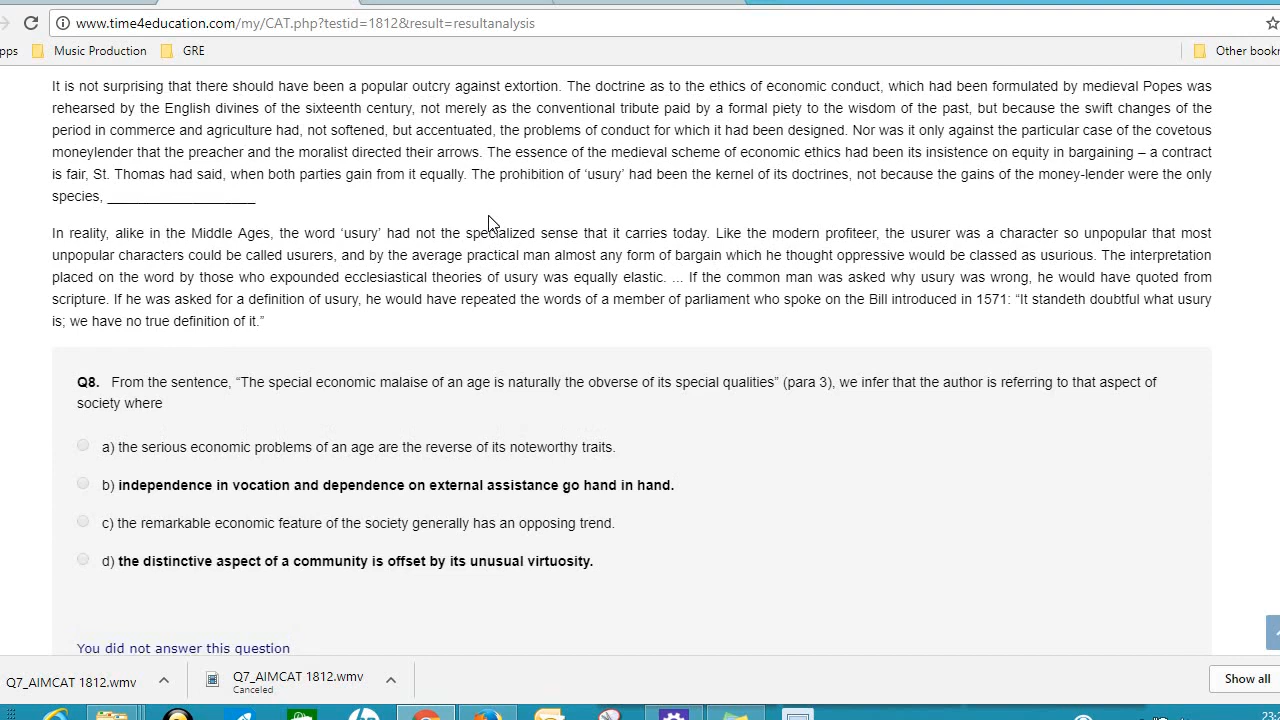 www.time4education.com/my/CAT.php?testid=1812&result=resultanalysis
pps Music Production GRE Other bookr
It is not surprising that there should have been a popular outcry against extortion. The doctrine as to the ethics of economic conduct, which had been formulated by medieval Popes was
rehearsed by the English divines of the sixteenth century, not merely as the conventional tribute paid by a formal piety to the wisdom of the past, but because the swift changes of the
period in commerce and agriculture had, not softened, but accentuated, the problems of conduct for which it had been designed. Nor was it only against the particular case of the covetous
moneylender that the preacher and the moralist directed their arrows. The essence of the medieval scheme of economic ethics had been its insistence on equity in bargaining – a contract
is fair, St. Thomas had said, when both parties gain from it equally. The prohibition of ‘usury’ had been the kernel of its doctrines, not because the gains of the money-lender were the only
species, ____________________
In reality, alike in the Middle Ages, the word ‘usury’ had not the specialized sense that it carries today. Like the modern profiteer, the usurer was a character so unpopular that most
unpopular characters could be called usurers, and by the average practical man almost any form of bargain which he thought oppressive would be classed as usurious. The interpretation
placed on the word by those who expounded ecclesiastical theories of usury was equally elastic. ... If the common man was asked why usury was wrong, he would have quoted from
scripture. If he was asked for a definition of usury, he would have repeated the words of a member of parliament who spoke on the Bill introduced in 1571: “It standeth doubtful what usury
is; we have no true definition of it.”
Q8. From the sentence, “The special economic malaise of an age is naturally the obverse of its special qualities” (para 3), we infer that the author is referring to that aspect of
society where
a) the serious economic problems of an age are the reverse of its noteworthy traits.
b) independence in vocation and dependence on external assistance go hand in hand.
c) the remarkable economic feature of the society generally has an opposing trend.
d) the distinctive aspect of a community is offset by its unusual virtuosity.
You did not answer this question
Q7_AIMCAT 1812.wmv
Q7_AIMCAT 1812.wmv
Canceled
Show all